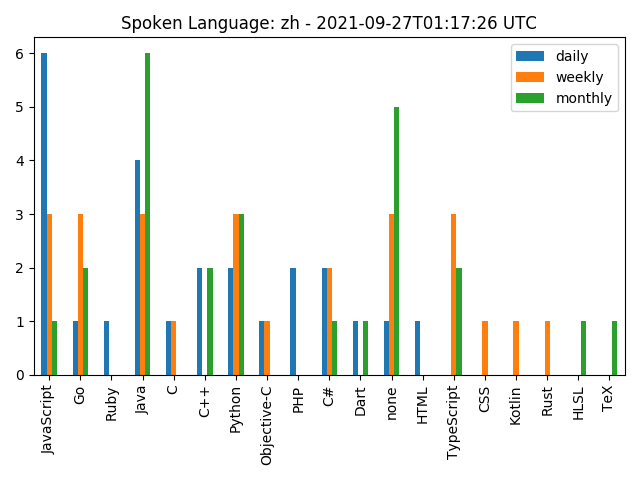 Spoken Language: zh - 2021-09-27T01:17:26 UTC
daily
weekly
monthly
6
5
4
3
2
1
0
JavaScript
Go
Ruby
Java
C
C++
Python
Objective-C
PHP
C#
Dart
none
HTML
TypeScript
CSS
Kotlin
Rust
HLSL
TeX